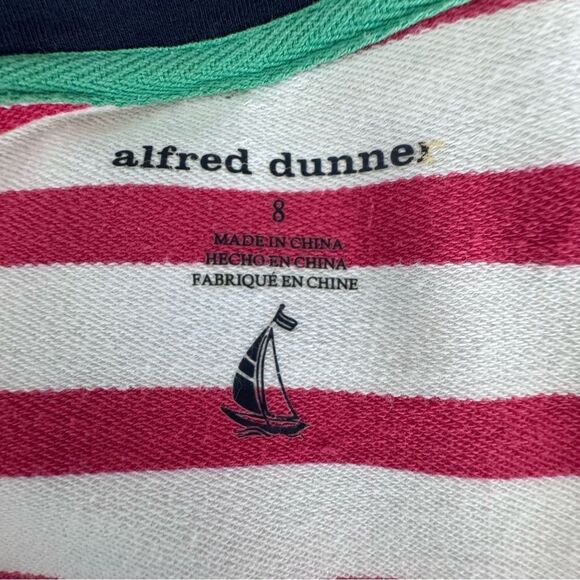 alfred dunner
8
MADE IN CHINA
HECHO EN CHINA
FABRIQUÉ EN CHINE